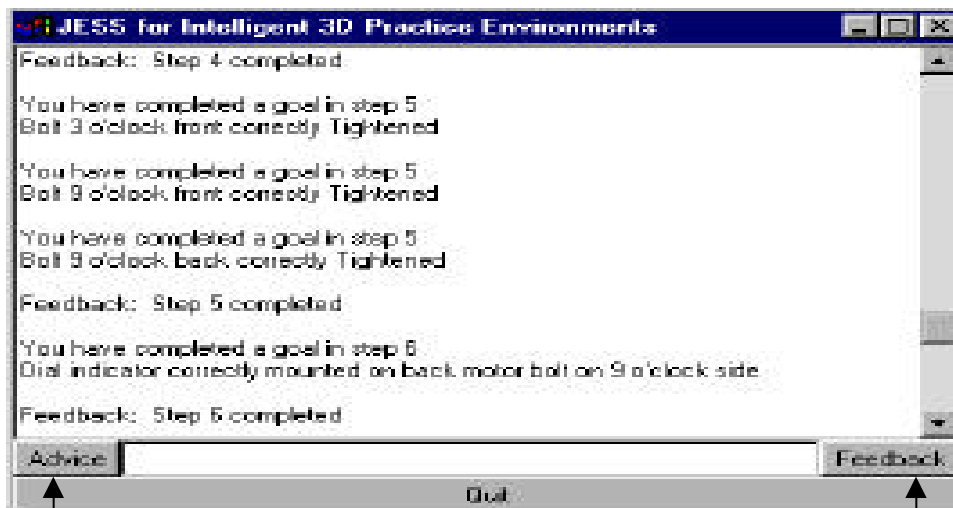 JESS for Intelligent 3D Practice Environments
Feedback: Step 4 completed
You have completed a goal in step 5
Bolt 3 o'clock front correctly Tightened
You have completed a goal in step 5
Bolt 9 o'clock front correctly Tightened
You have completed a goal in step 5
Bolt 9 o'clock back correctly Tightened
Feedback: Step 5 completed
You have completed a goal in step 6
Dial indicator correctly mounted on back motor bolt on 9 o'clock side
Feedback: Step 6 completed
Advice
Feedback
Quit